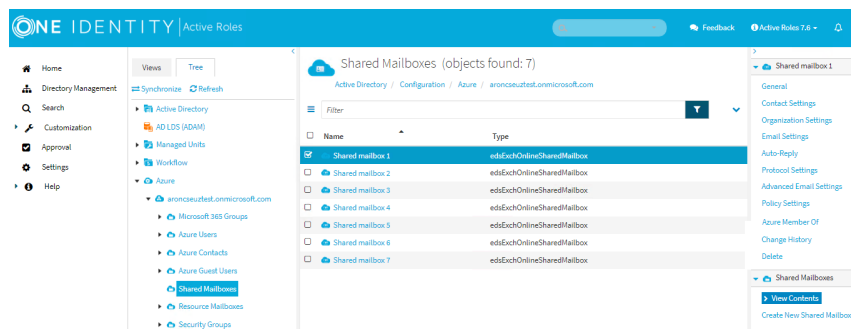 ONE IDENTITY | Active Roles
Feedback
Active Roles 7.6
Home
Directory Management
Search
Customization
Approval
Settings
Help
Views Tree
Synchronize Refresh
Active Directory
AD LDS (ADAM)
Managed Units
Workflow
Azure
aroncseuztest.onmicrosoft.com
Microsoft 365 Groups
Azure Users
Azure Contacts
Azure Guest Users
Shared Mailboxes
Resource Mailboxes
Security Groups
Shared Mailboxes (objects found: 7)
Active Directory / Configuration / Azure / aroncseuztest.onmicrosoft.com
Filter
Name Type
Shared mailbox 1 edsExchOnlineSharedMailbox
Shared mailbox 2 edsExchOnlineSharedMailbox
Shared mailbox 3 edsExchOnlineSharedMailbox
Shared mailbox 4 edsExchOnlineSharedMailbox
Shared mailbox 5 edsExchOnlineSharedMailbox
Shared mailbox 6 edsExchOnlineSharedMailbox
Shared mailbox 7 edsExchOnlineSharedMailbox
Shared mailbox 1
General
Contact Settings
Organization Settings
Email Settings
Auto-Reply
Protocol Settings
Advanced Email Settings
Policy Settings
Azure Member Of
Change History
Delete
Shared Mailboxes
View Contents
Create New Shared Mailbox